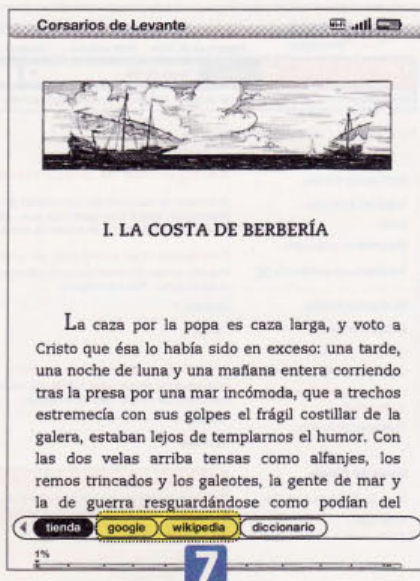 Corsarios de Levante
WiFi
I. LA COSTA DE BERBERÍA
La caza por la popa es caza larga, y voto a
Cristo que ésa lo había sido en exceso: una tarde,
una noche de luna y una mañana entera corriendo
tras la presa por una mar incómoda, que a trechos
estremecía con sus golpes el frágil costillar de la
galera, estaban lejos de templarnos el humor. Con
las dos velas arriba tensas como alfanjes, los
remos trincados y los galeotes, la gente de mar y
la de guerra resguardándose como podían del
tienda google wikipedia diccionario
1%
7